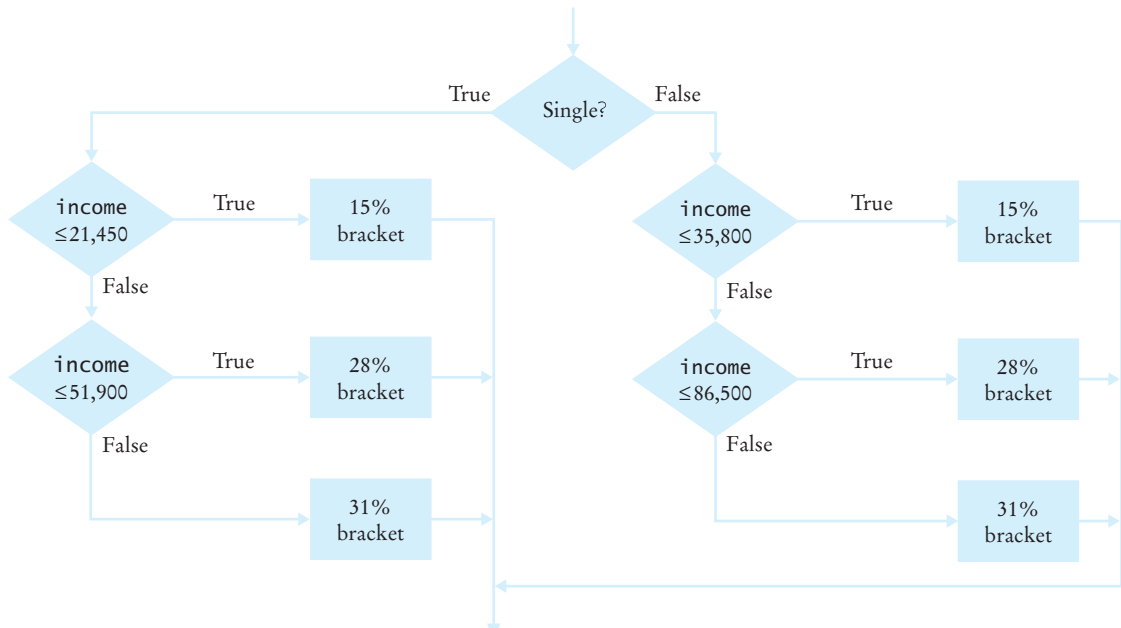 Single?
True
False
income
≤21,450
True
15%
bracket
False
income
≤51,900
True
28%
bracket
False
31%
bracket
income
≤35,800
True
15%
bracket
False
income
≤86,500
True
28%
bracket
False
31%
bracket